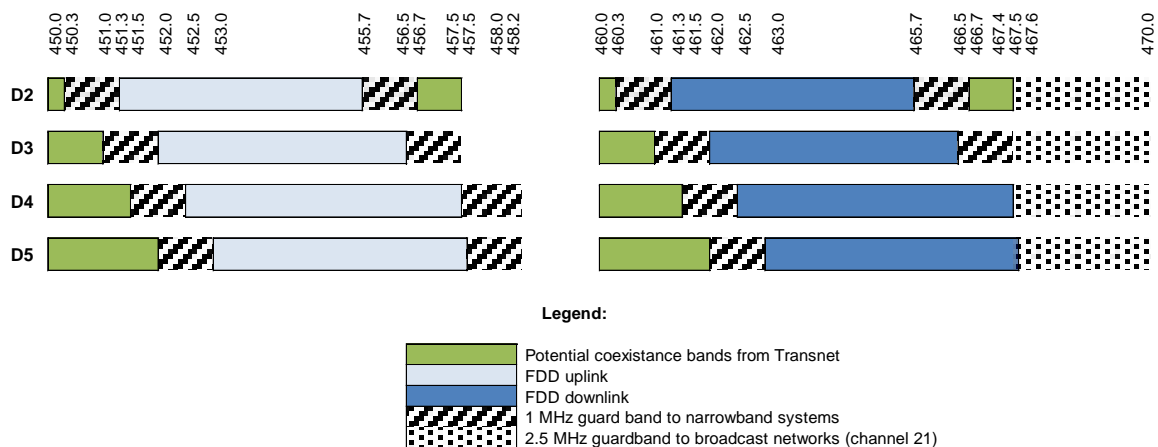 450.0
450.3
451.0
451.3
451.5
452.0
452.5
453.0
455.7
456.5
456.7
457.5
458.0
458.2
460.0
460.3
461.0
461.3
461.5
462.0
462.5
463.0
465.7
466.5
466.7
467.4
467.5
467.6
470.0
D2
D3
D4
D5
Legend:
Potential coexistance bands from Transnet
FDD uplink
FDD downlink
1 MHz guard band to narrowband systems
2.5 MHz guardband to broadcast networks (channel 21)